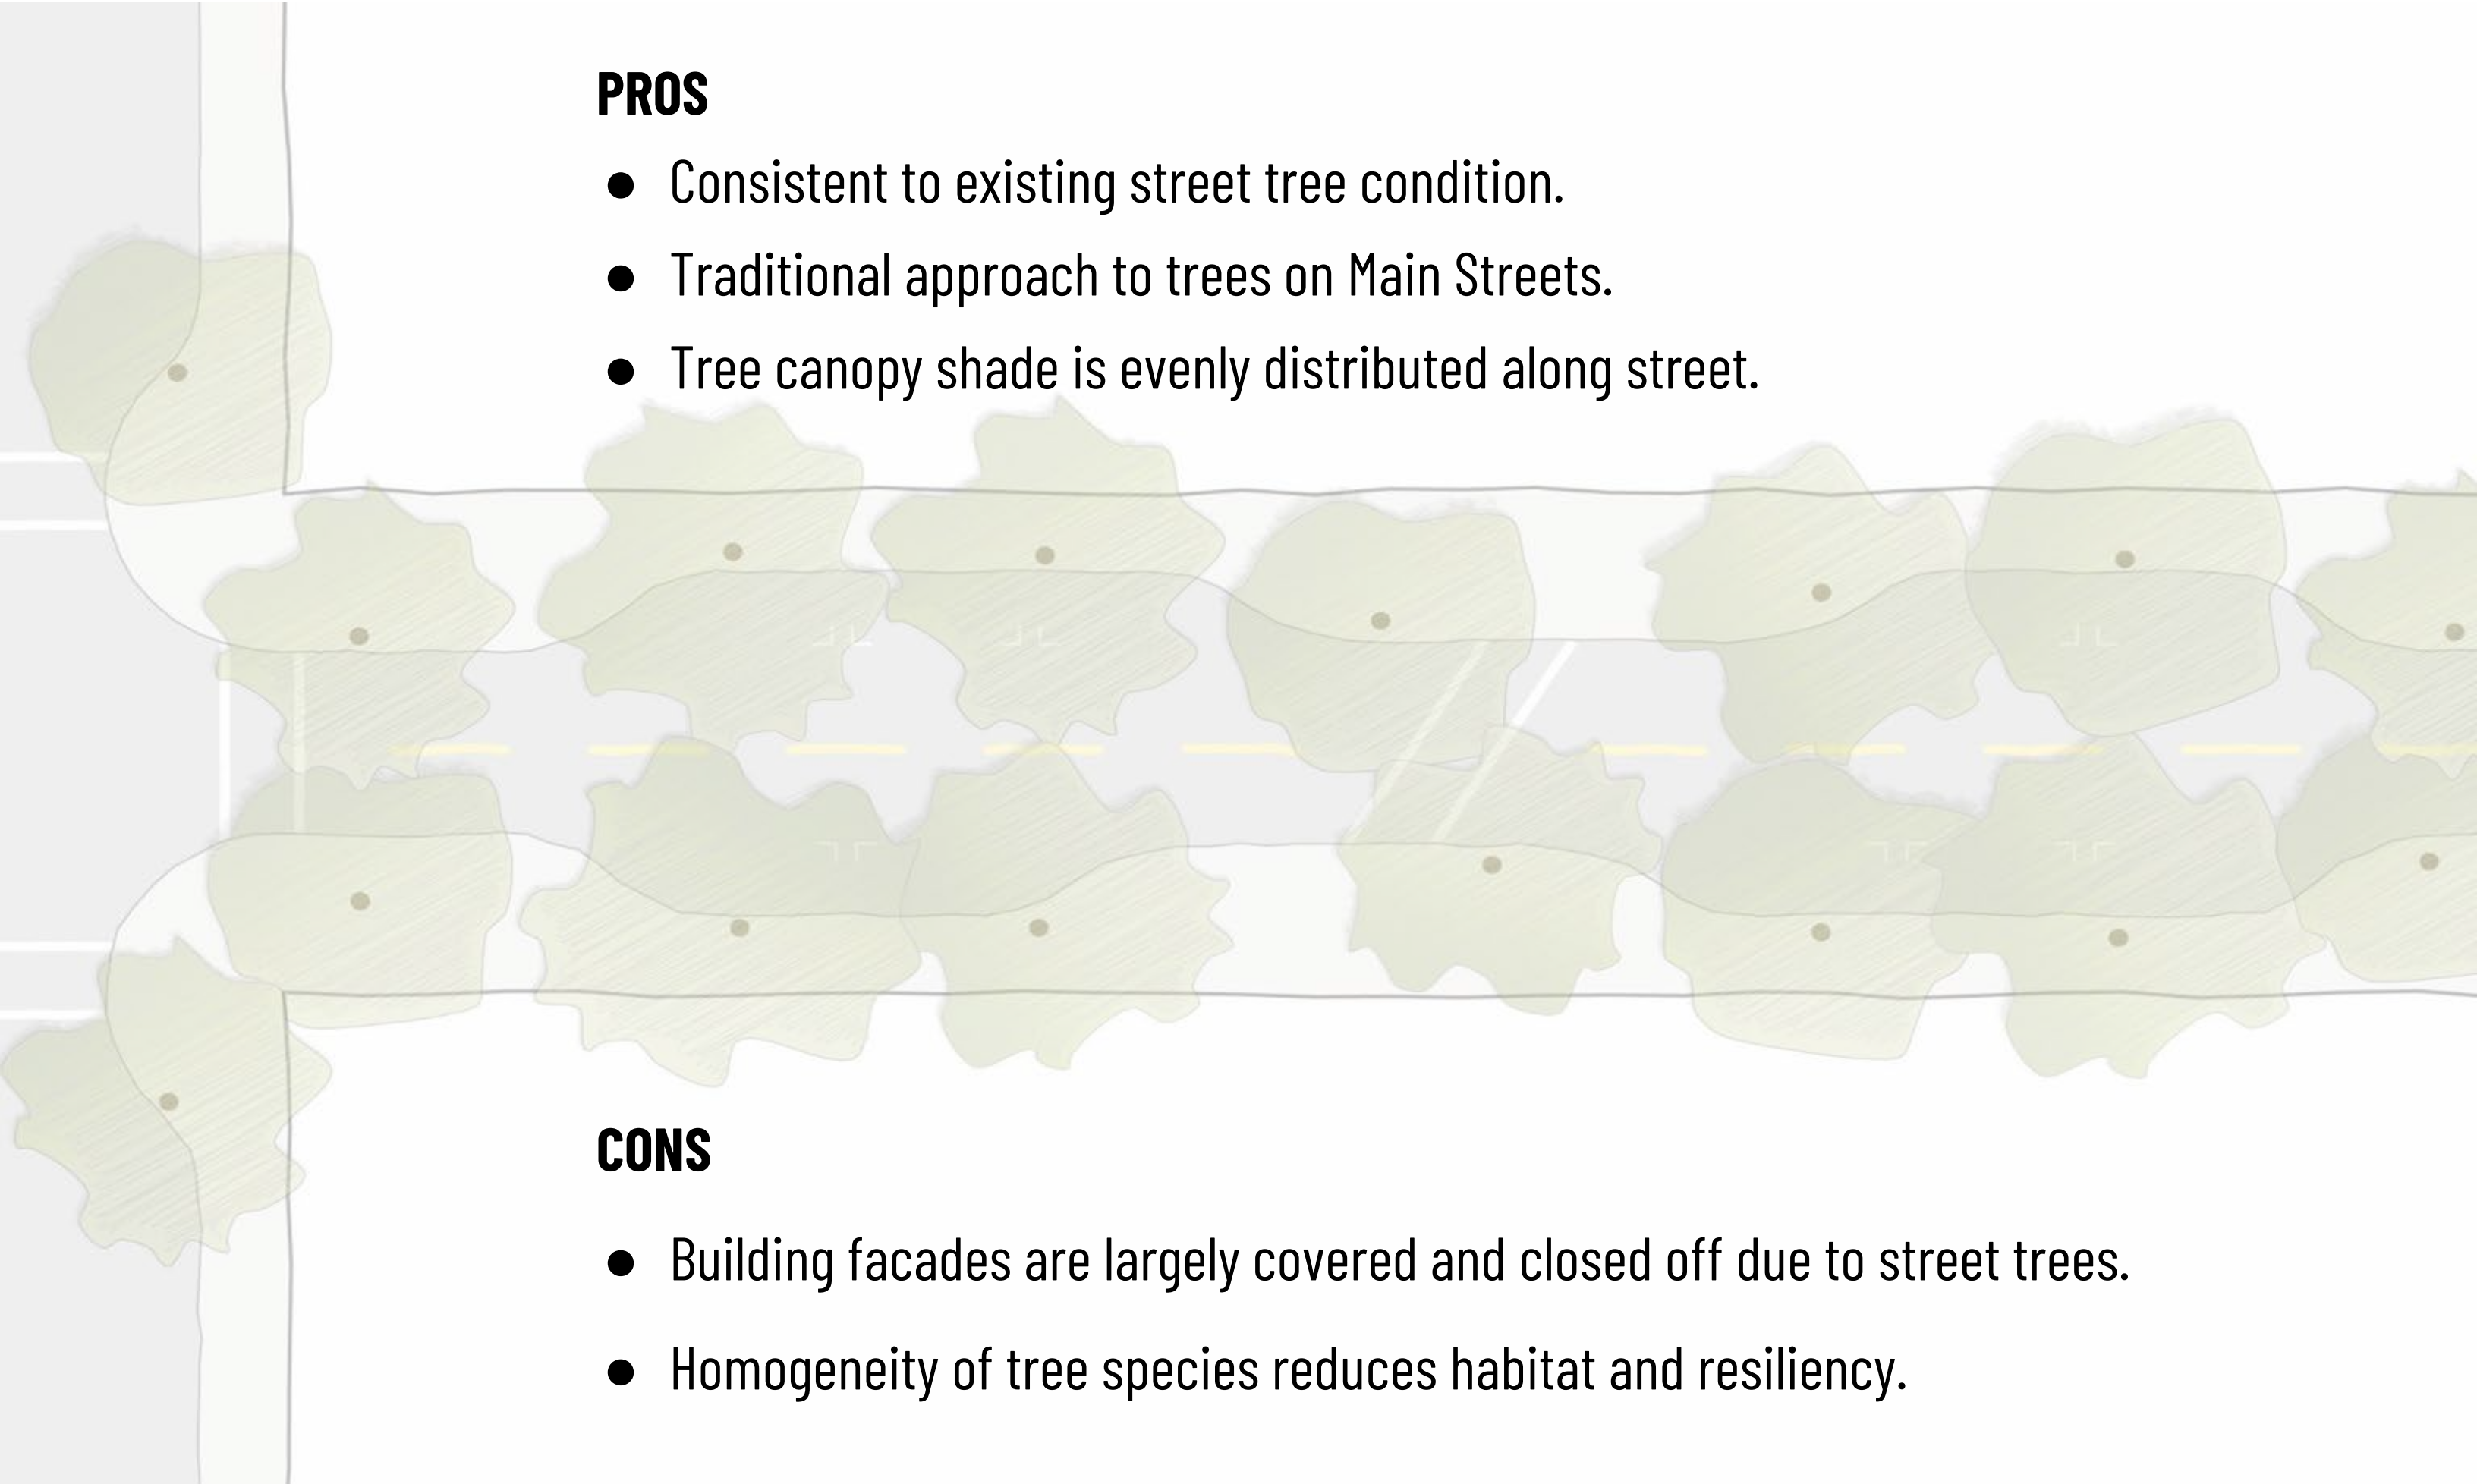 PROS
● Consistent to existing street tree condition.
● Traditional approach to trees on Main Streets.
● Tree canopy shade is evenly distributed along street.
CONS
● Building facades are largely covered and closed off due to street trees.
● Homogeneity of tree species reduces habitat and resiliency.